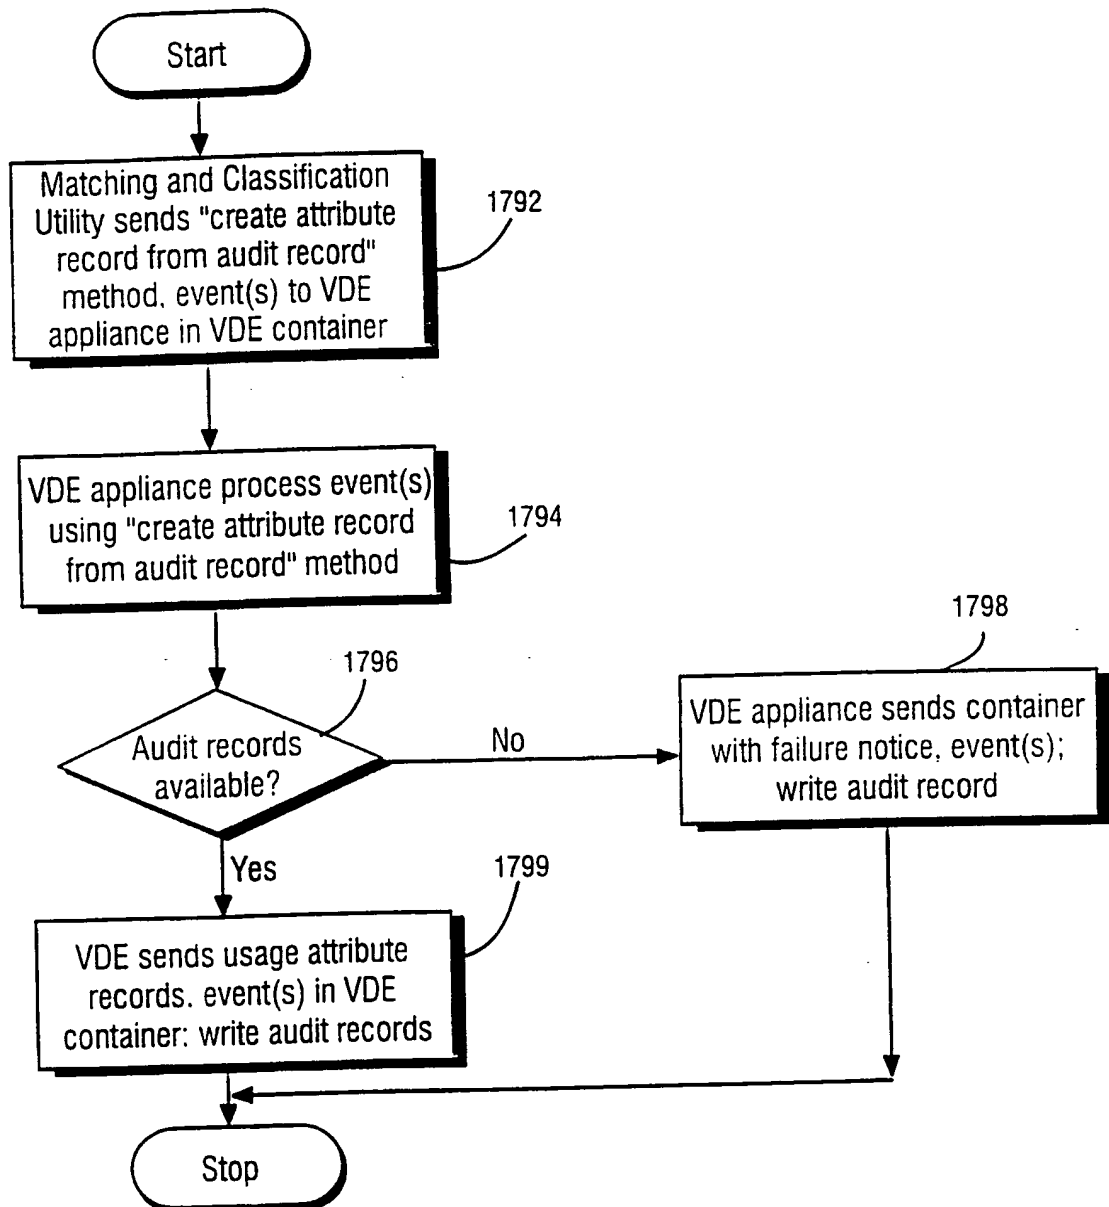 Start
Matching and Classification
Utility sends "create attribute
record from audit record"
method, event(s) to VDE
appliance in VDE container
1792
VDE appliance process event(s)
using "create attribute record
from audit record" method
1794
1796
Audit records
available?
No
1798
VDE appliance sends container
with failure notice, event(s);
write audit record
Yes
1799
VDE sends usage attribute
records. event(s) in VDE
container: write audit records
Stop